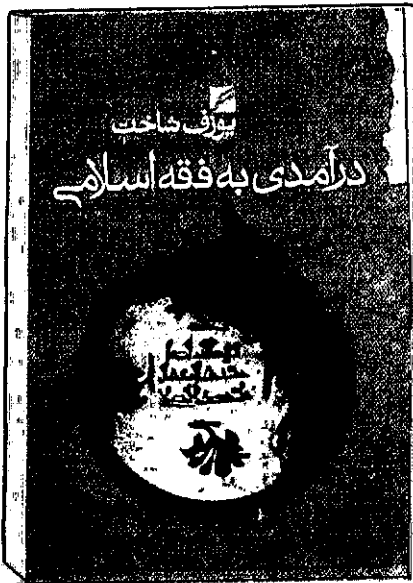 یوزف شاخت
درآمدی به فقه اسلامی